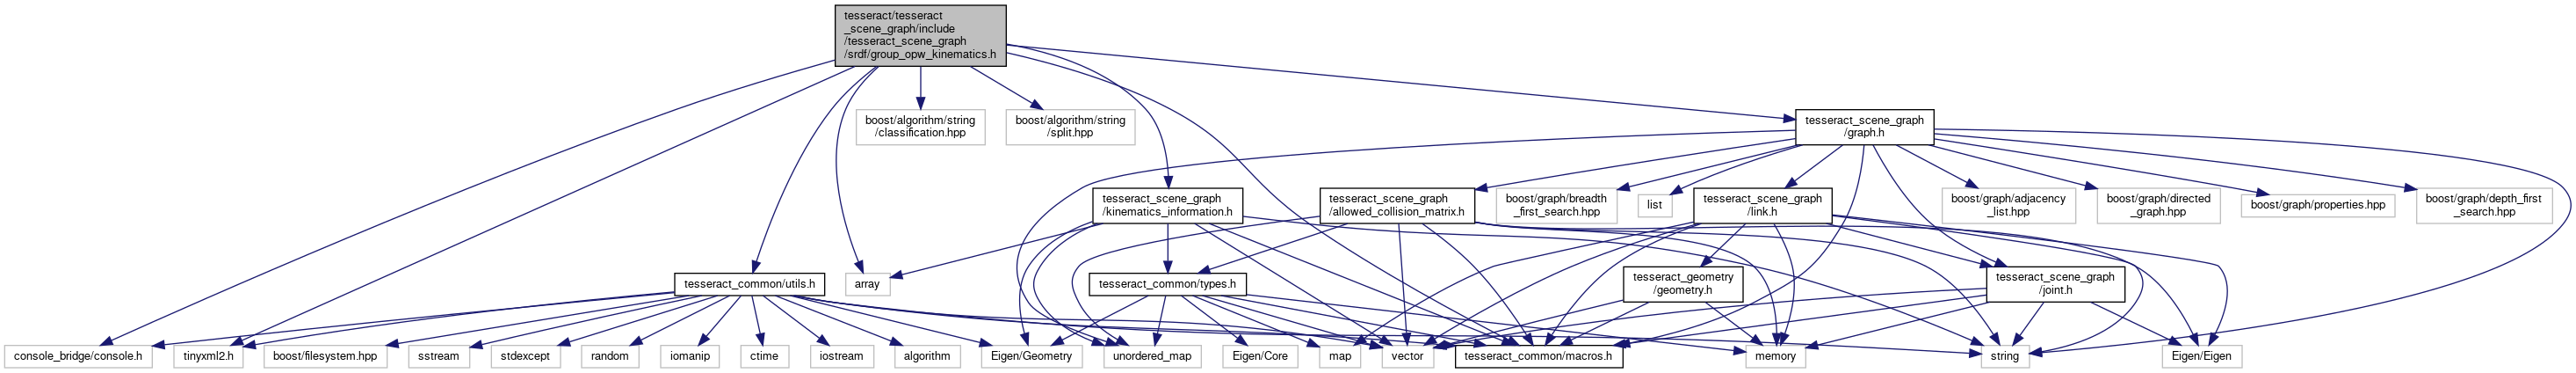 tesseract/tesseract
_scene_graph/include
/tesseract_scene_graph
/srdf/group_opw_kinematics.h
boost/algorithm/string
/classification.hpp
boost/algorithm/string
/split.hpp
tesseract_scene_graph
/graph.h
tesseract_scene_graph
/kinematics_information.h
tesseract_scene_graph
/allowed_collision_matrix.h
boost/graph/breadth
_first_search.hpp
list
tesseract_scene_graph
/link.h
boost/graph/adjacency
_list.hpp
boost/graph/directed
_graph.hpp
boost/graph/properties.hpp
boost/graph/depth_first
_search.hpp
tesseract_common/utils.h
array
tesseract_common/types.h
tesseract_geometry
/geometry.h
tesseract_scene_graph
/joint.h
console_bridge/console.h
tinyxml2.h
boost/filesystem.hpp
sstream
stdexcept
random
iomanip
ctime
iostream
algorithm
Eigen/Geometry
unordered_map
Eigen/Core
map
vector
tesseract_common/macros.h
memory
string
Eigen/Eigen